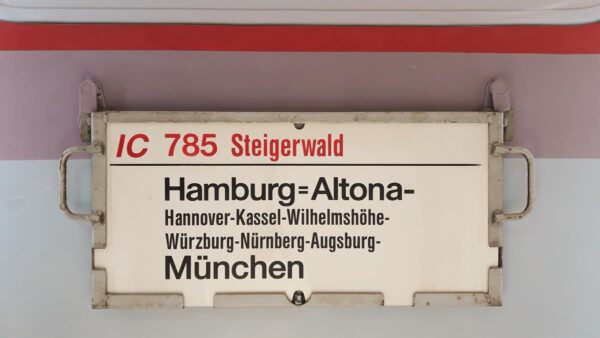 IC 785 Steigerwald
Hamburg=Altona-
Hannover-Kassel-Wilhelmshöhe-
Würzburg-Nürnberg-Augsburg-
München